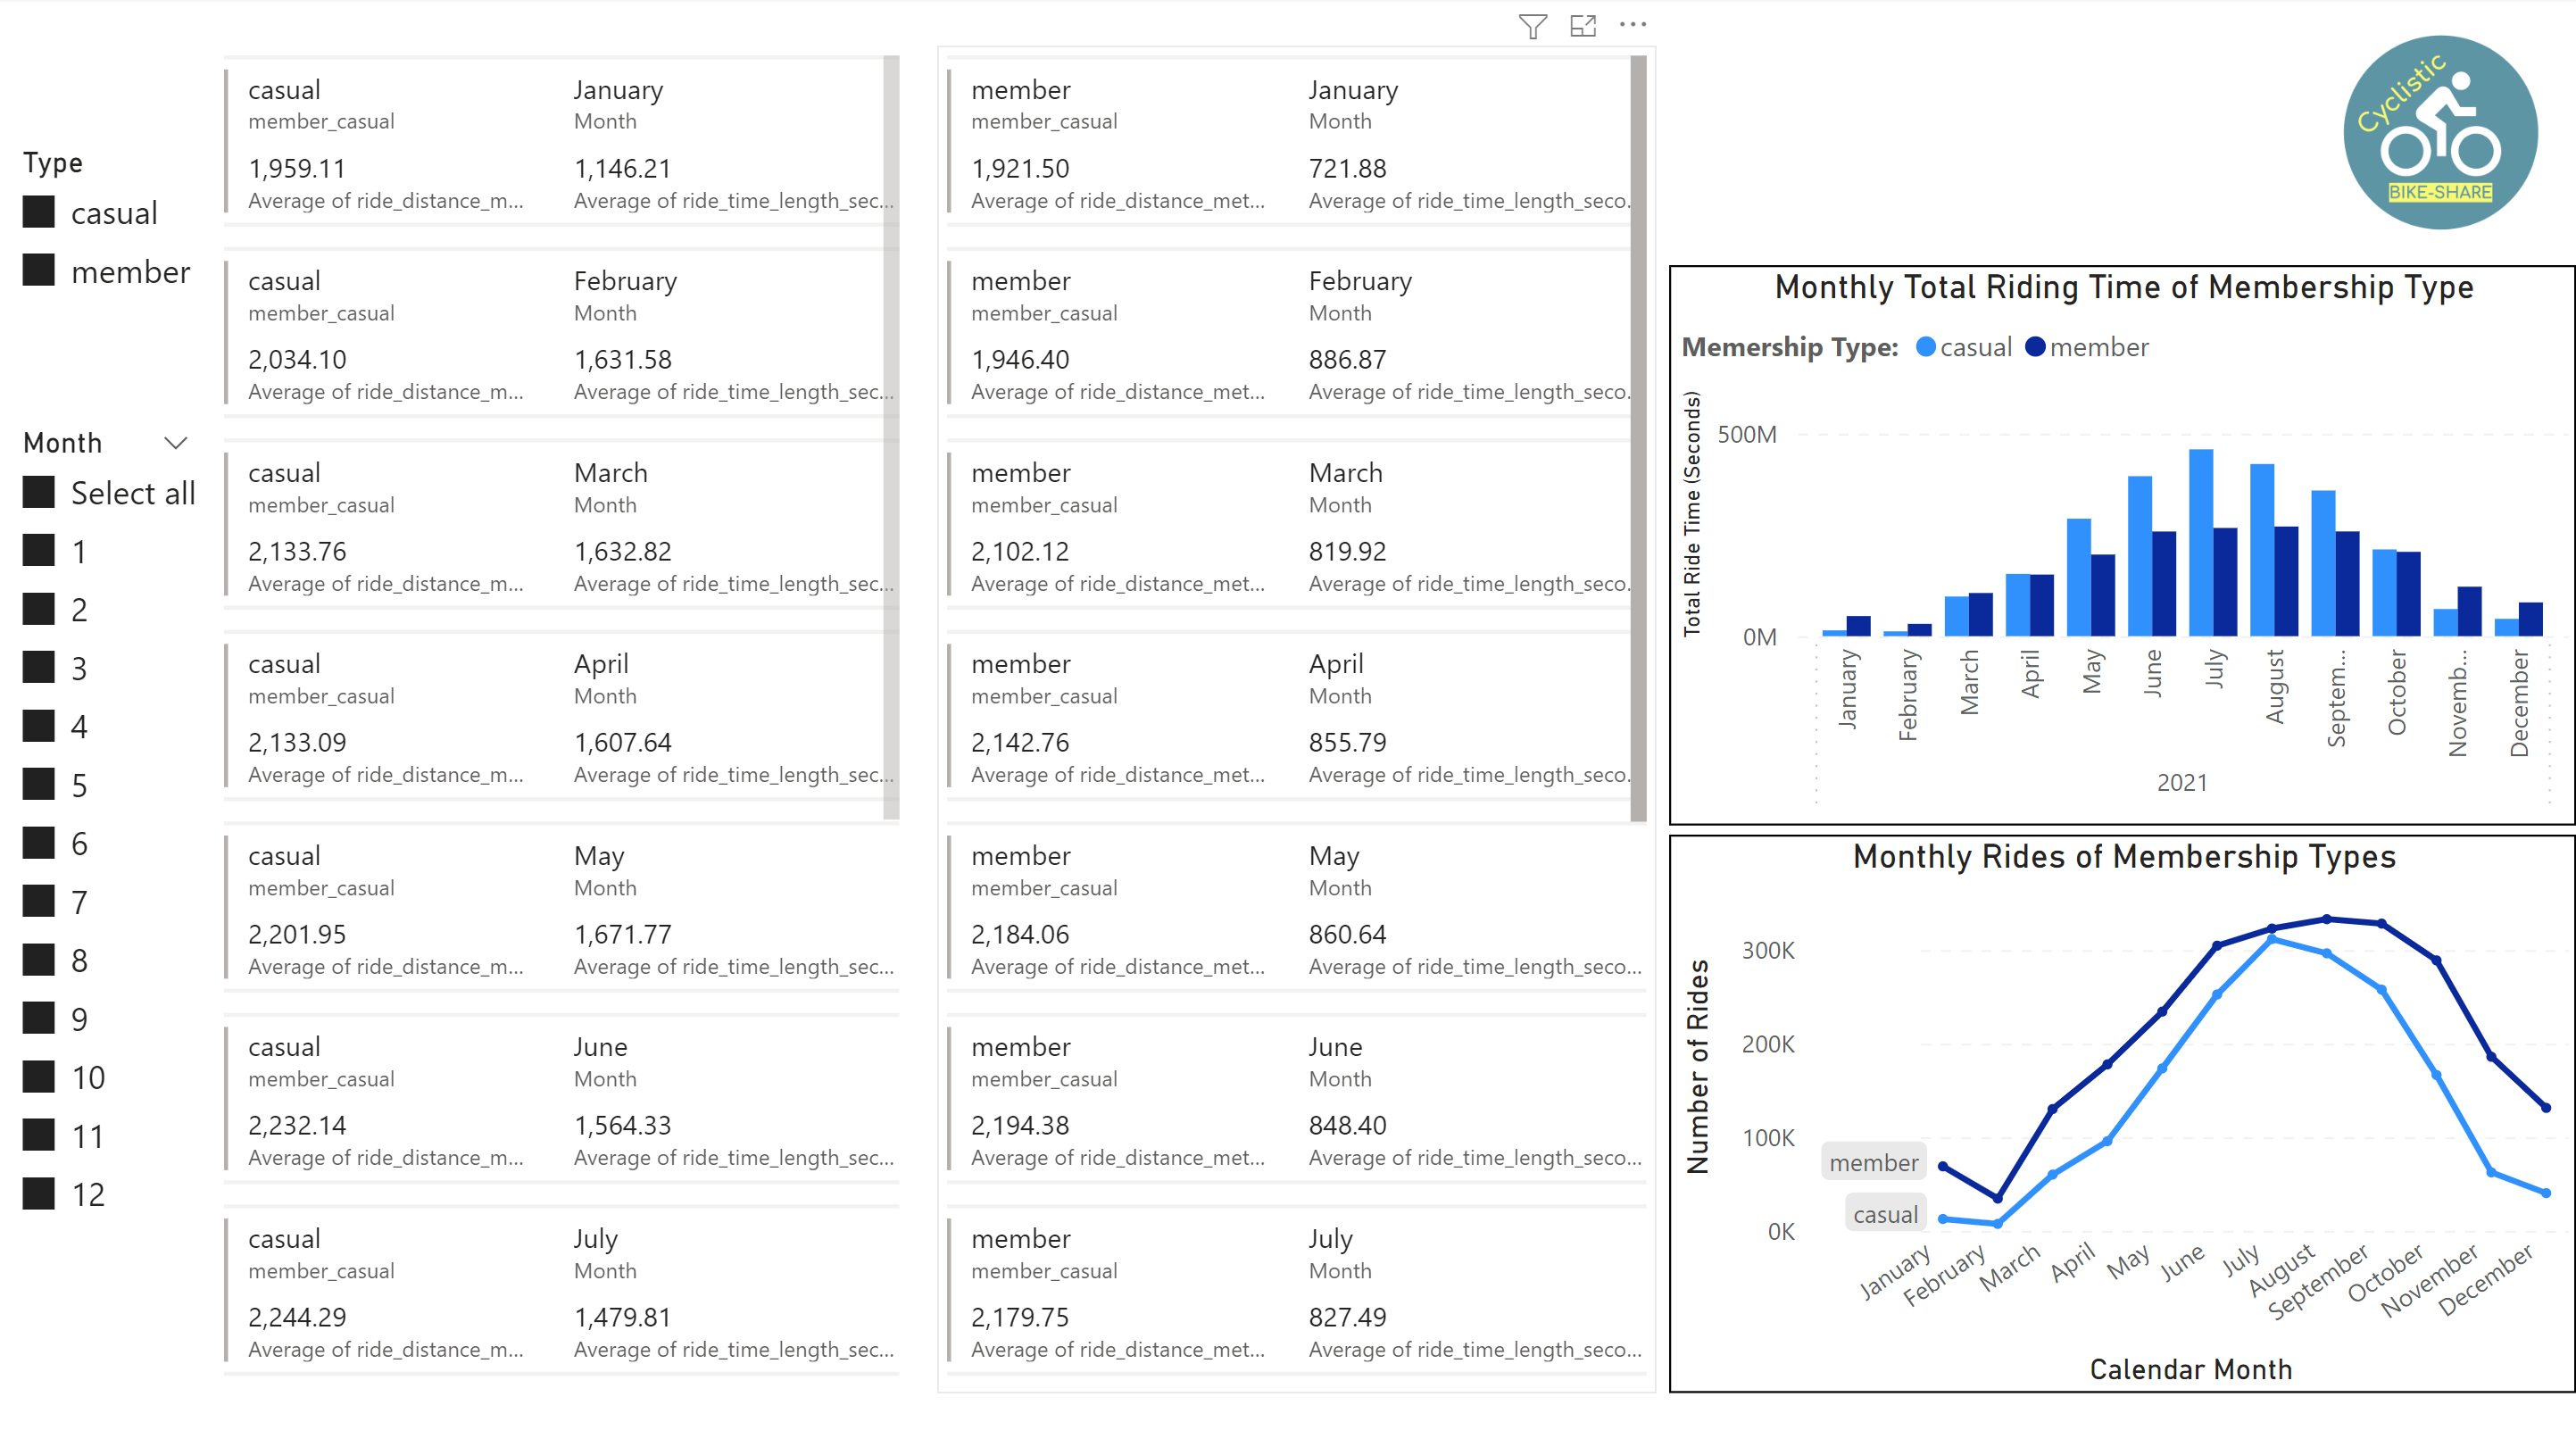 Type
casual
member
Month
Select all
1
2
3
4
5
6
7
8
9
10
11
12
casual January
member_casual Month
1,959.11 1,146.21
Average of ride_distance_m... Average of ride_time_length_sec...
casual February
member_casual Month
2,034.10 1,631.58
Average of ride_distance_m... Average of ride_time_length_sec...
casual March
member_casual Month
2,133.76 1,632.82
Average of ride_distance_m... Average of ride_time_length_sec...
casual April
member_casual Month
2,133.09 1,607.64
Average of ride_distance_m... Average of ride_time_length_sec...
casual May
member_casual Month
2,201.95 1,671.77
Average of ride_distance_m... Average of ride_time_length_sec...
casual June
member_casual Month
2,232.14 1,564.33
Average of ride_distance_m... Average of ride_time_length_sec...
casual July
member_casual Month
2,244.29 1,479.81
Average of ride_distance_m... Average of ride_time_length_sec...
member January
member_casual Month
1,921.50 721.88
Average of ride_distance_met... Average of ride_time_length_seco.
member February
member_casual Month
1,946.40 886.87
Average of ride_distance_met... Average of ride_time_length_seco.
member March
member_casual Month
2,102.12 819.92
Average of ride_distance_met... Average of ride_time_length_seco.
member April
member_casual Month
2,142.76 855.79
Average of ride_distance_met... Average of ride_time_length_seco.
member May
member_casual Month
2,184.06 860.64
Average of ride_distance_met... Average of ride_time_length_seco...
member June
member_casual Month
2,194.38 848.40
Average of ride_distance_met... Average of ride_time_length_seco...
member July
member_casual Month
2,179.75 827.49
Average of ride_distance_met... Average of ride_time_length_seco...
Cyclistic
BIKE-SHARE
Monthly Total Riding Time of Membership Type
Memership Type: casual member
Total Ride Time (Seconds)
500M
0M
January
February
March
April
May
June
July
August
Septem...
October
Novemb...
December
2021
Monthly Rides of Membership Types
Number of Rides
300K
200K
100K
0K
member
casual
January
February
March
April
May
June
July
August
September
October
November
December
Calendar Month